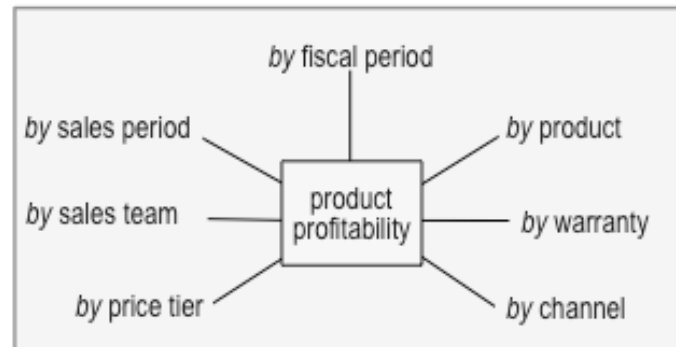 by fiscal period
by sales period
by product
product
profitability
by sales team
by warranty
by price tier
by channel